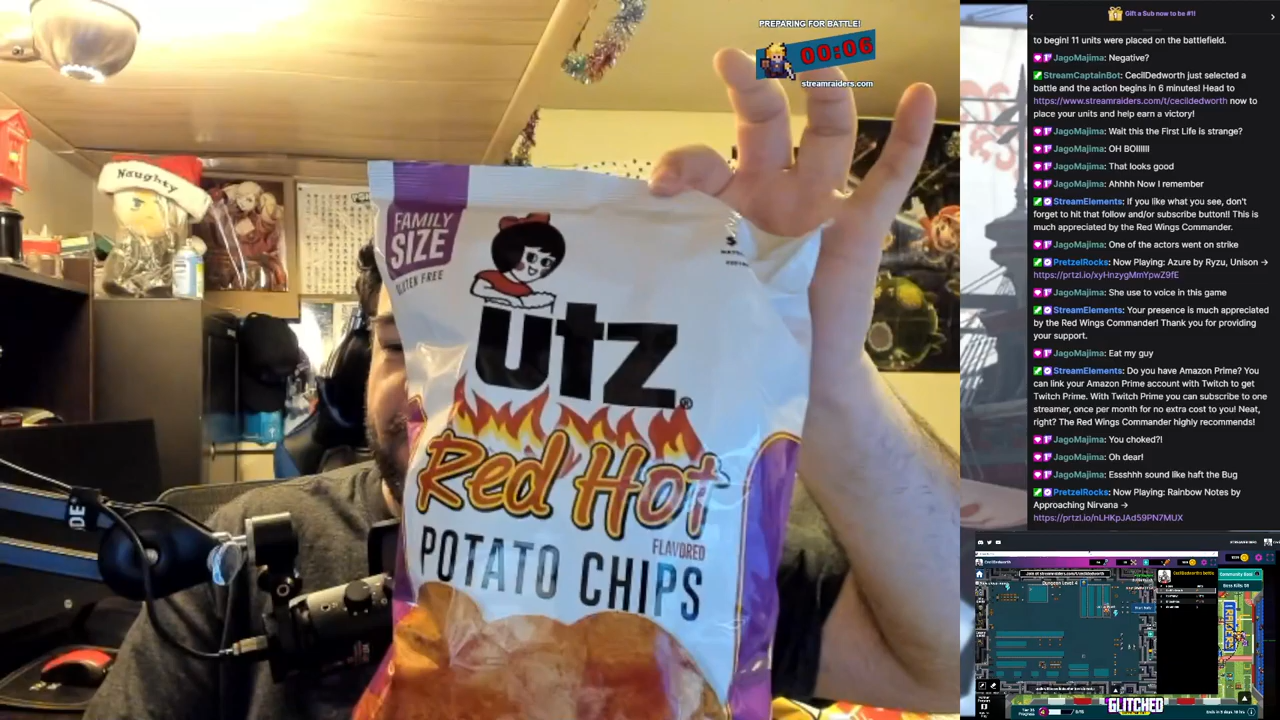 PREPARING FOR BATTLE!
00:06
streamraiders.com
Naughty
FAMILY
SIZE
GLUTEN FREE
utz®
Red Hot
FLAVORED
POTATO CHIPS
Gift a Sub now to be #1!
to begin! 11 units were placed on the battlefield.
JagoMajima: Negative?
StreamCaptainBot: CecilDedworth just selected a
battle and the action begins in 6 minutes! Head to
https://www.streamraiders.com/t/cecildedworth now to
place your units and help earn a victory!
JagoMajima: Wait this the First Life is strange?
JagoMajima: OH BOIIIIII
JagoMajima: That looks good
JagoMajima: Ahhhh Now I remember
StreamElements: If you like what you see, don't
forget to hit that follow and/or subscribe button!! This is
much appreciated by the Red Wings Commander.
JagoMajima: One of the actors went on strike
PretzelRocks: Now Playing: Azure by Ryzu, Unison →
https://prtzl.io/xyHnzygMmYpwZ9fE
JagoMajima: She use to voice in this game
StreamElements: Your presence is much appreciated
by the Red Wings Commander! Thank you for providing
your support.
JagoMajima: Eat my guy
StreamElements: Do you have Amazon Prime? You
can link your Amazon Prime account with Twitch to get
Twitch Prime. With Twitch Prime you can subscribe to one
streamer, once per month for no extra cost to you! Neat,
right? The Red Wings Commander highly recommends!
JagoMajima: You choked?!
JagoMajima: Oh dear!
JagoMajima: Essshhh sound like haft the Bug
PretzelRocks: Now Playing: Rainbow Notes by
Approaching Nirvana →
https://prtzl.io/nLHKpJAd59PN7MUX
GLITCHED